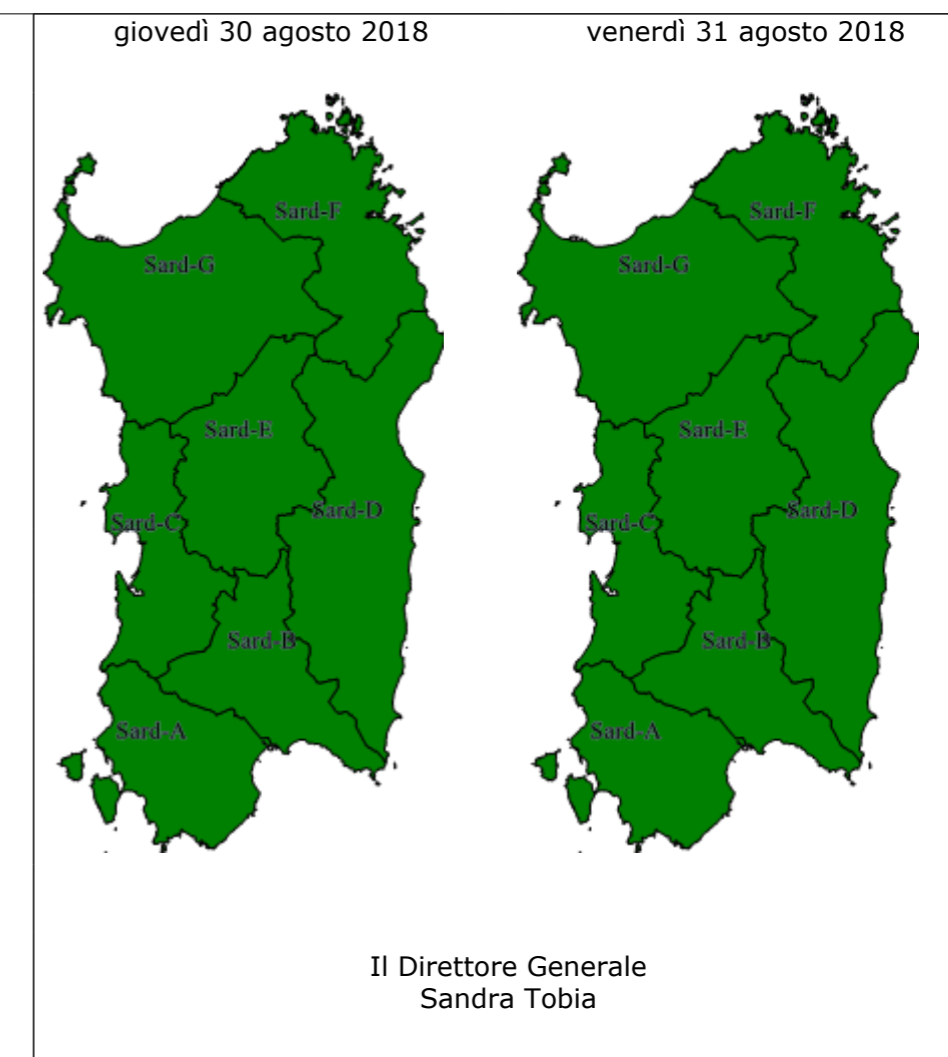 giovedì 30 agosto 2018
venerdì 31 agosto 2018
Sard-F
Sard-G
Sard-E
Sard-D
Sard-C
Sard-B
Sard-A
Sard-F
Sard-G
Sard-E
Sard-D
Sard-C
Sard-B
Sard-A
Il Direttore Generale
Sandra Tobia